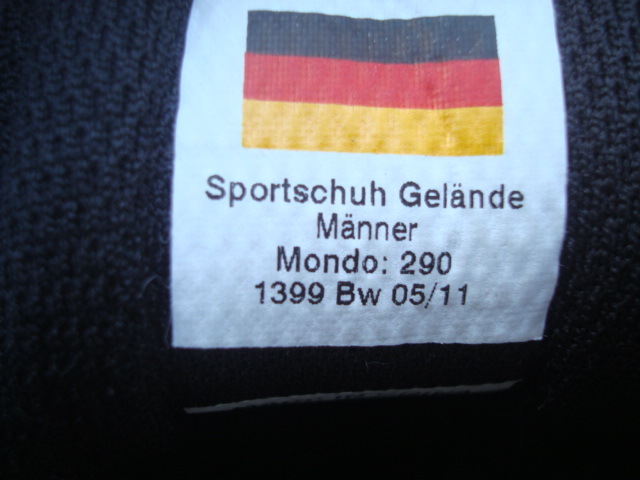 Sportschuh Gelände
Männer
Mondo: 290
1399 Bw 05/11